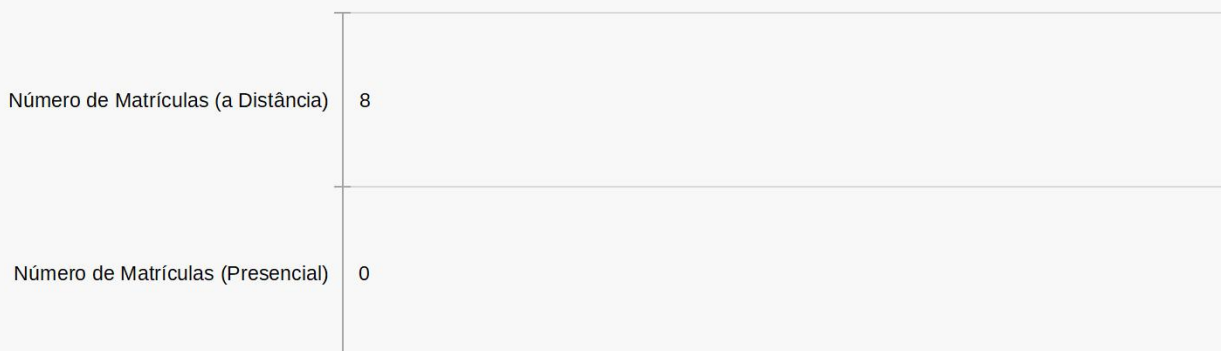 Número de Matrículas (a Distância) 8
Número de Matrículas (Presencial) 0